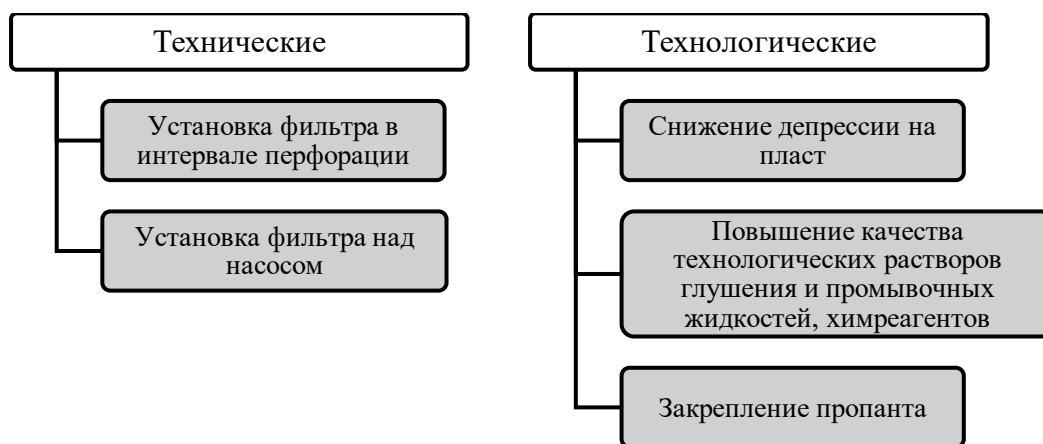 Технические
Установка фильтра в
интервале перфорации
Установка фильтра над
насосом
Технологические
Снижение депрессии на
пласт
Повышение качества
технологических растворов
глушения и промывочных
жидкостей, химреагентов
Закрепление пропанта